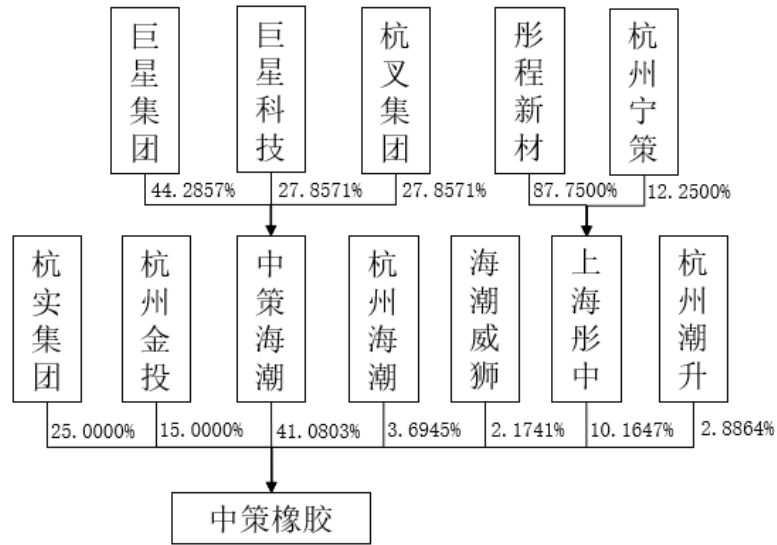 巨星集团
巨星科技
杭叉集团
彤程新材
杭州宁策
44.2857%
27.8571%
27.8571%
87.7500%
12.2500%
杭实集团
杭州金投
中策海潮
杭州海潮
海潮威狮
上海彤中
杭州潮升
25.0000%
15.0000%
41.0803%
3.6945%
2.1741%
10.1647%
2.8864%
中策橡胶